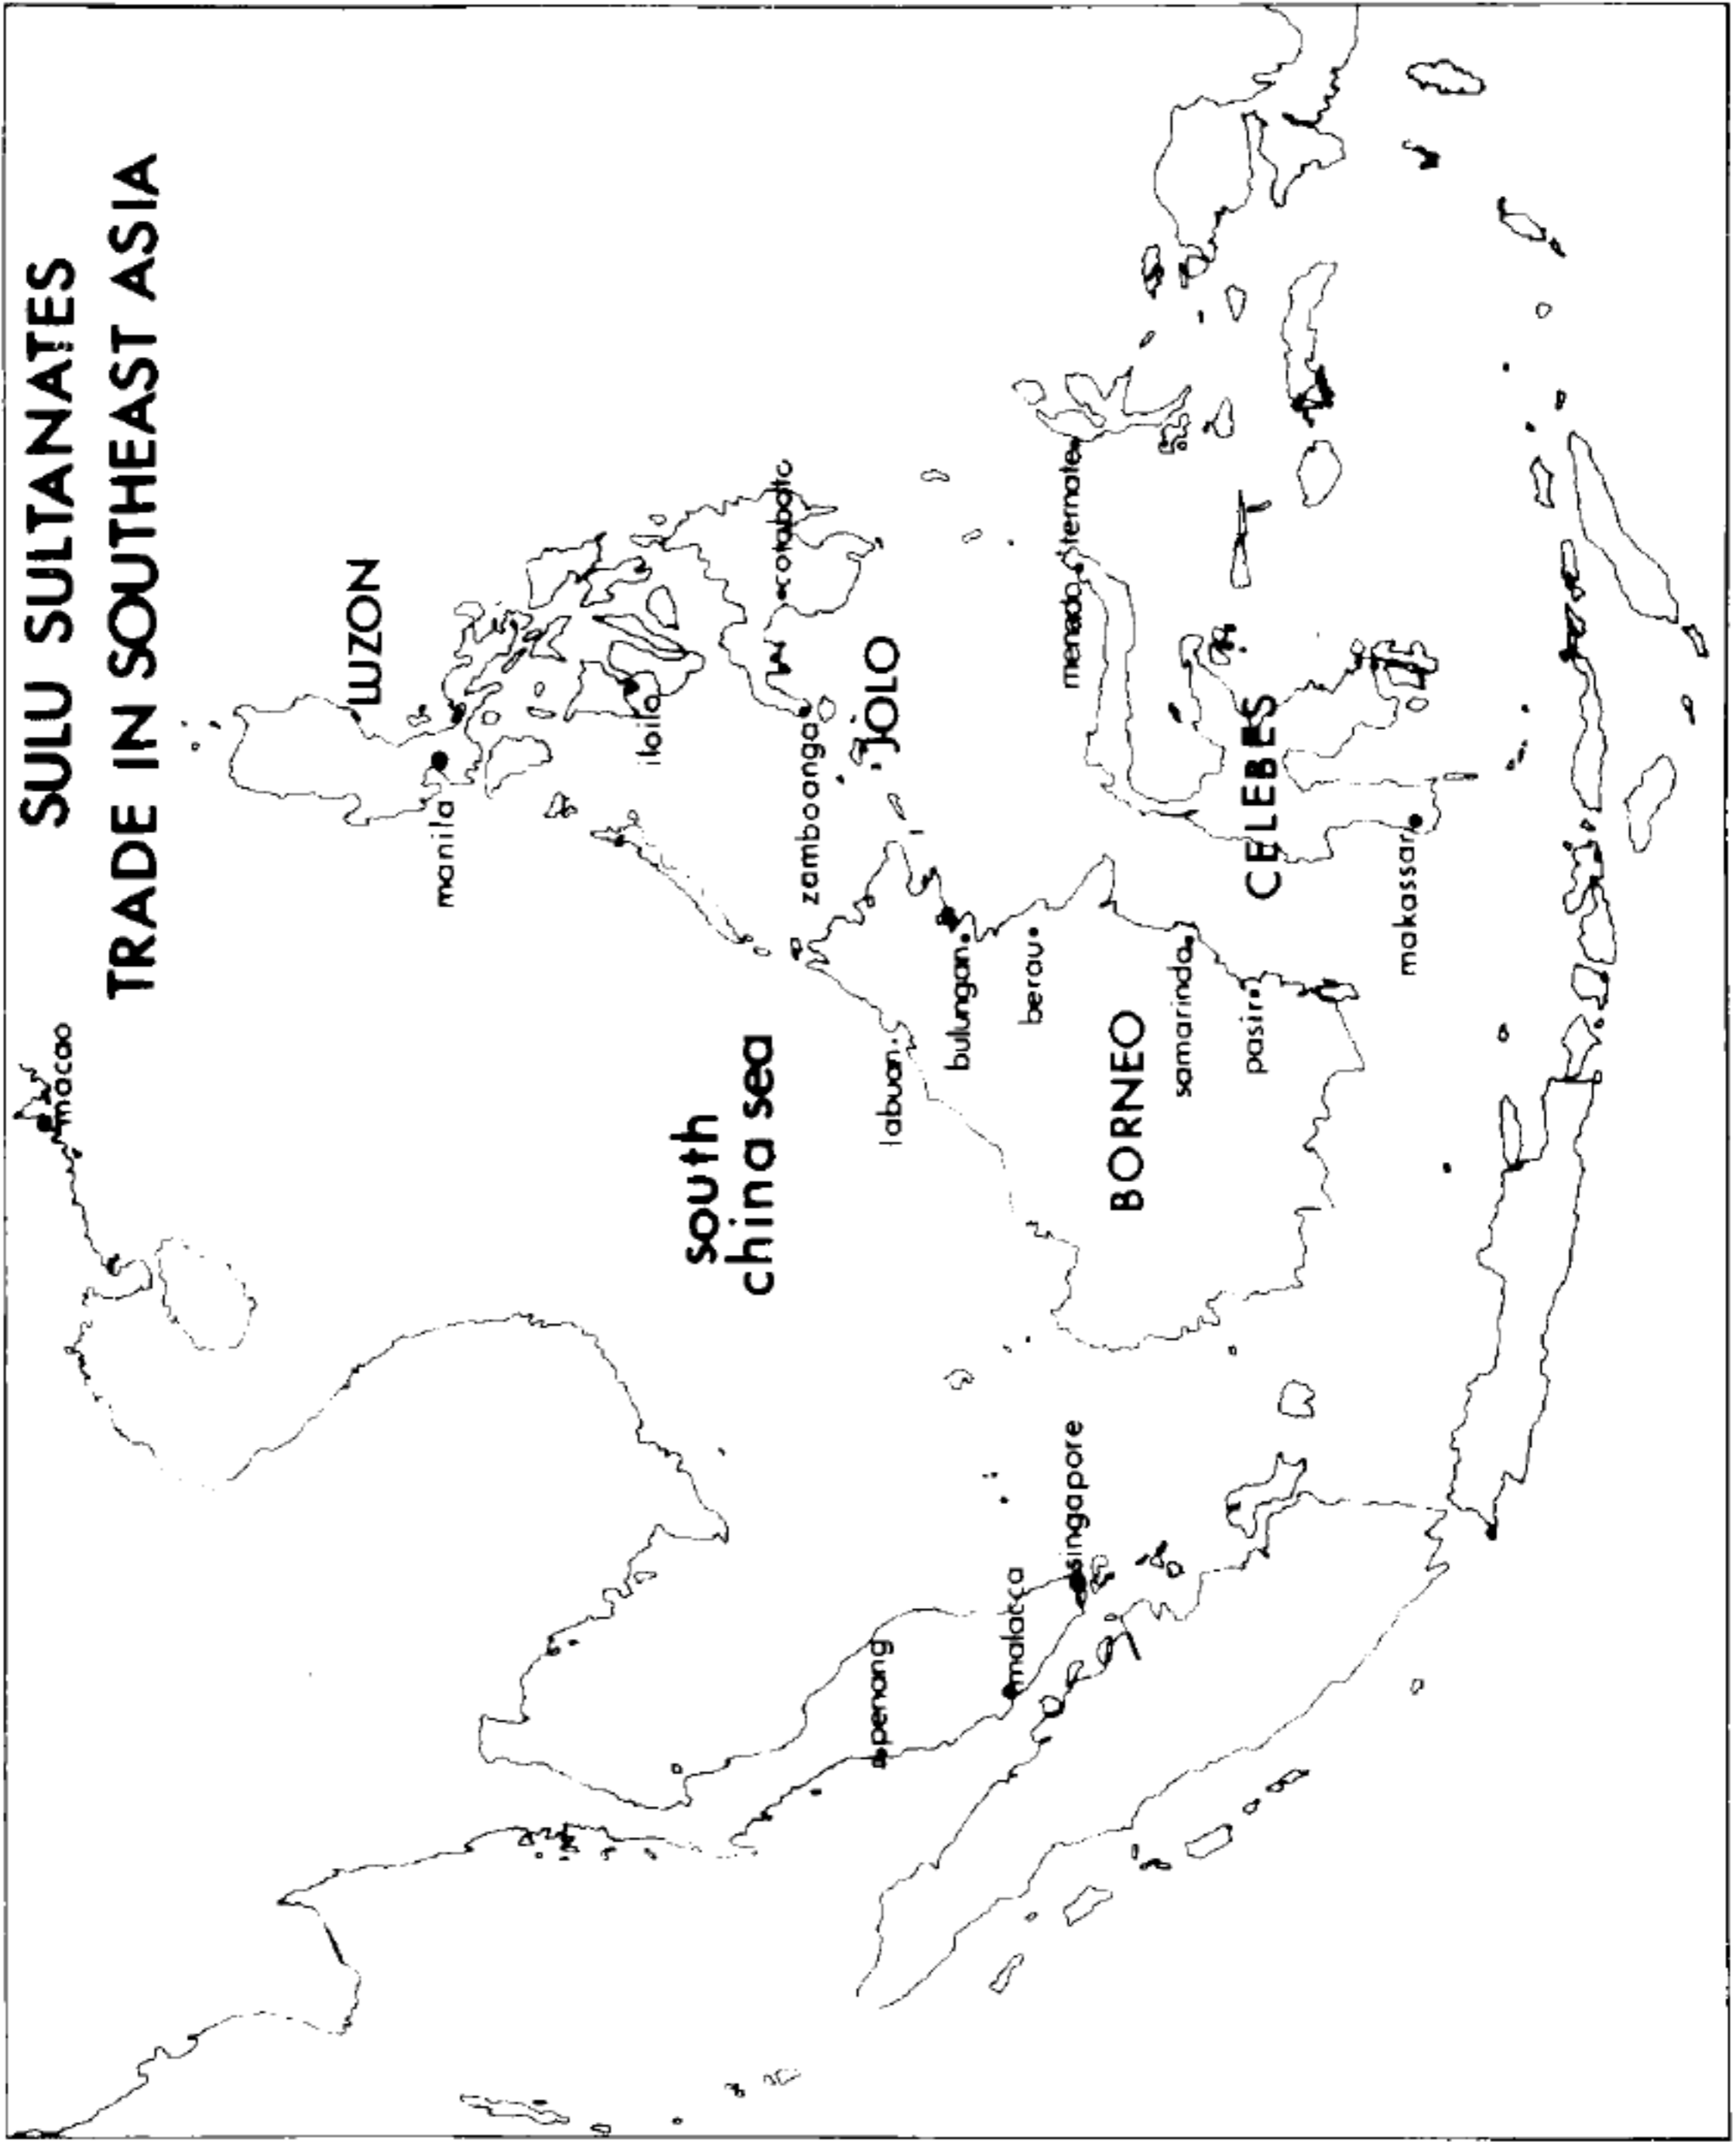 SULU SULTANATES
TRADE IN SOUTHEAST ASIA
macao
LUZON
manila
iloilo
south
china sea
cotabato
zamboanga
JOLO
labuan
penang
bulungan
malacca
berau
menado
ternate
singapore
BORNEO
samarinda
pasir
CELEBES
makassar